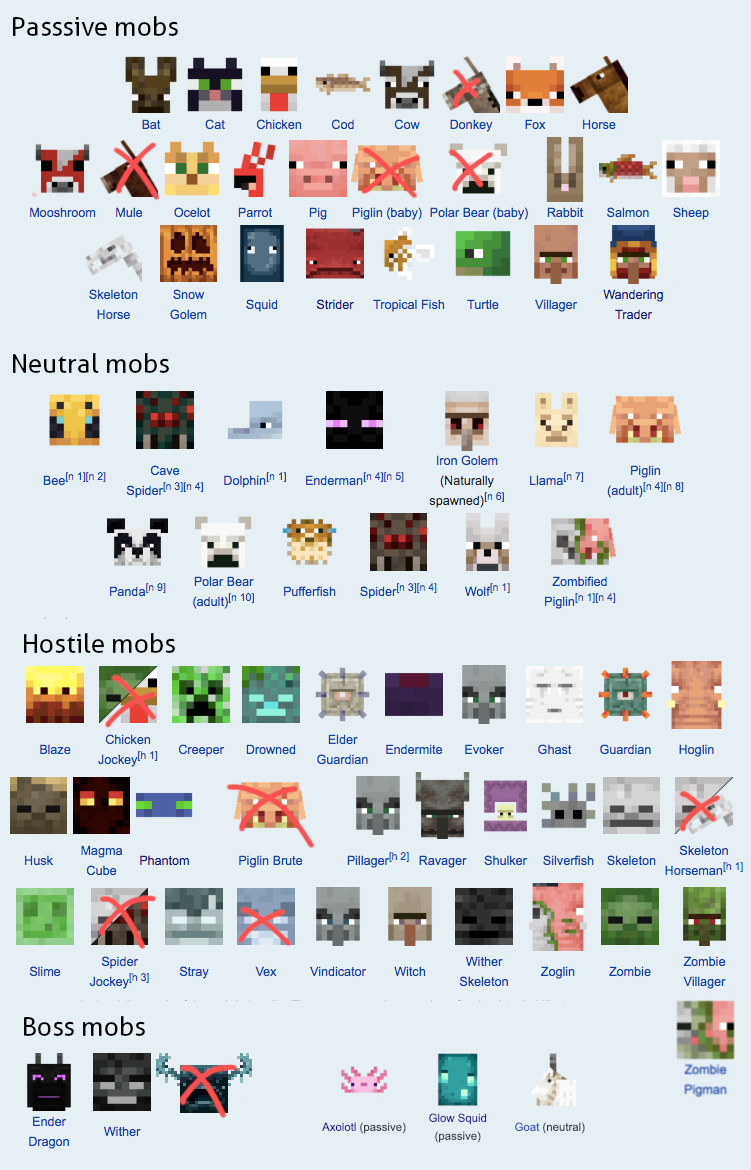 Passsive mobs
Bat Cat Chicken Cod Cow Donkey Fox Horse
Mooshroom Mule Ocelot Parrot Pig Piglin (baby) Polar Bear (baby) Rabbit Salmon Sheep
Skeleton Snow Squid Strider Tropical Fish Turtle Villager Wandering
Horse Golem Trader
Neutral mobs
Bee[n 1][n 2] Cave Dolphin[n 1] Enderman[n 4][n 5] Iron Golem Llama[n 7] Piglin
Spider[n 3][n 4] (Naturally (adult)[n 4][n 8]
spawned)[n 6]
Panda[n 9] Polar Bear Pufferfish Spider[n 3][n 4] Wolf[n 1] Zombified
(adult)[n 10] Piglin[n 1][n 4]
Hostile mobs
Blaze Chicken Creeper Drowned Elder Endermite Evoker Ghast Guardian Hoglin
Jockey[h 1] Guardian
Husk Magma Phantom Piglin Brute Pillager[h 2] Ravager Shulker Silverfish Skeleton Skeleton
Cube Horseman[h 1]
Slime Spider Stray Vex Vindicator Witch Wither Zoglin Zombie Zombie
Jockey[h 3] Skeleton Villager
Boss mobs
Zombie
Pigman
Ender Wither
Dragon
Axolotl (passive) Glow Squid Goat (neutral)
(passive)